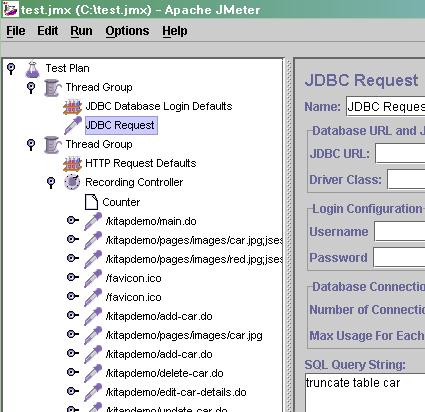 test.jmx (C:\test.jmx) - Apache JMeter
File Edit Run Options Help
Test Plan
Thread Group
JDBC Database Login Defaults
JDBC Request
Thread Group
HTTP Request Defaults
Recording Controller
Counter
/kitapdemo/main.do
/kitapdemo/pages/images/car.jpg;jses
/kitapdemo/pages/images/red.jpg;jses
/favicon.ico
/favicon.ico
/kitapdemo/add-car.do
/kitapdemo/pages/images/car.jpg
/kitapdemo/add-car.do
/kitapdemo/delete-car.do
/kitapdemo/edit-car-details.do
/kitapdemo/update-car.do
JDBC Request
Name: JDBC Reques
Database URL and J
JDBC URL:
Driver Class:
Login Configuration
Username
Password
Database Connectio
Number of Connectio
Max Usage For Each
SQL Query String:
truncate table car